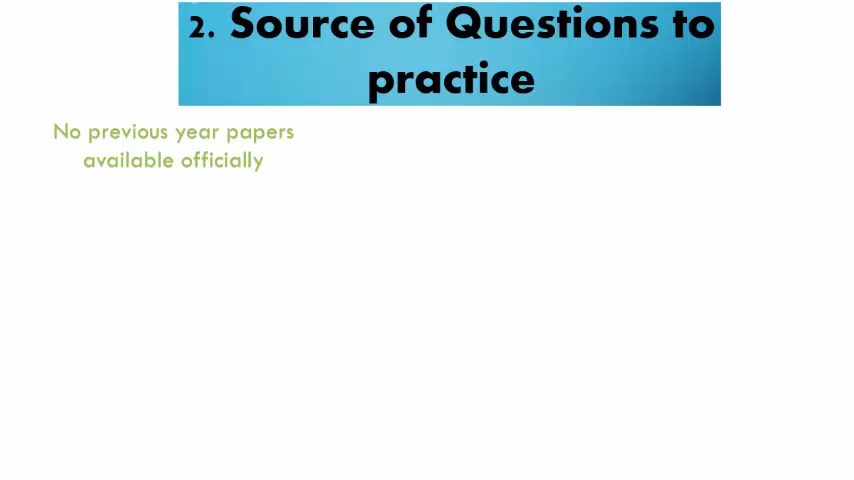 2. Source of Questions to
practice
No previous year papers
available officially